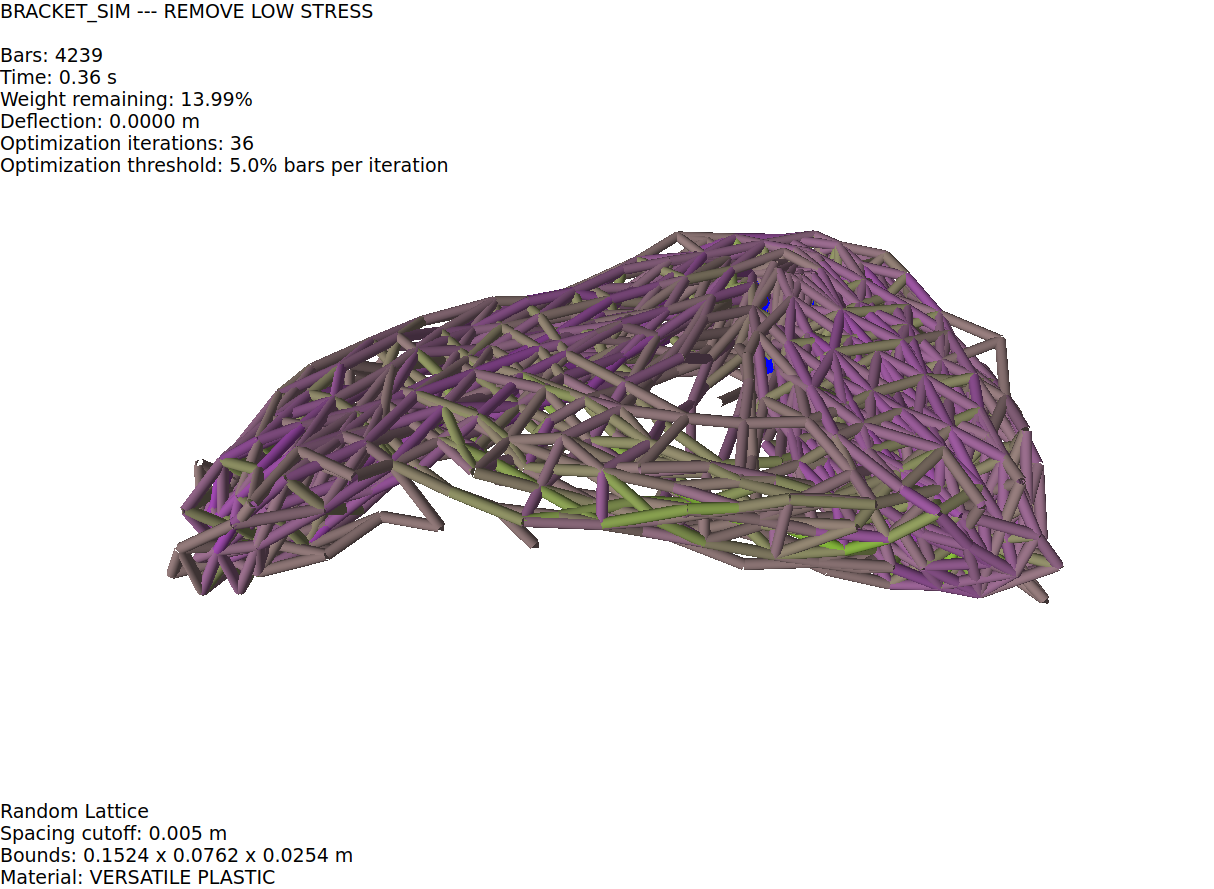 BRACKET_SIM --- REMOVE LOW STRESS
Bars: 4239
Time: 0.36 s
Weight remaining: 13.99%
Deflection: 0.0000 m
Optimization iterations: 36
Optimization threshold: 5.0% bars per iteration
Random Lattice
Spacing cutoff: 0.005 m
Bounds: 0.1524 x 0.0762 x 0.0254 m
Material: VERSATILE PLASTIC